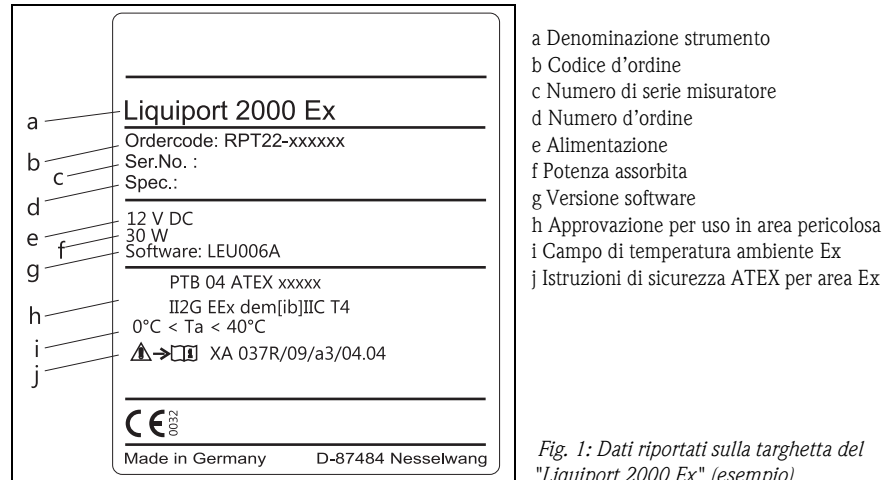 a
b
c
d
e
f
g
h
i
j
Liquiport 2000 Ex
Ordercode: RPT22-xxxxxx
Ser.No. :
Spec.:
12 V DC
30 W
Software: LEU006A
PTB 04 ATEX xxxxx
II2G EEx dem[ib]IIC T4
0°C < Ta < 40°C
XA 037R/09/a3/04.04
CE 0032
Made in Germany D-87484 Nesselwang
a Denominazione strumento
b Codice d'ordine
c Numero di serie misuratore
d Numero d'ordine
e Alimentazione
f Potenza assorbita
g Versione software
h Approvazione per uso in area pericolosa
i Campo di temperatura ambiente Ex
j Istruzioni di sicurezza ATEX per area Ex
Fig. 1: Dati riportati sulla targhetta del
"Liquiport 2000 Ex" (esempio)